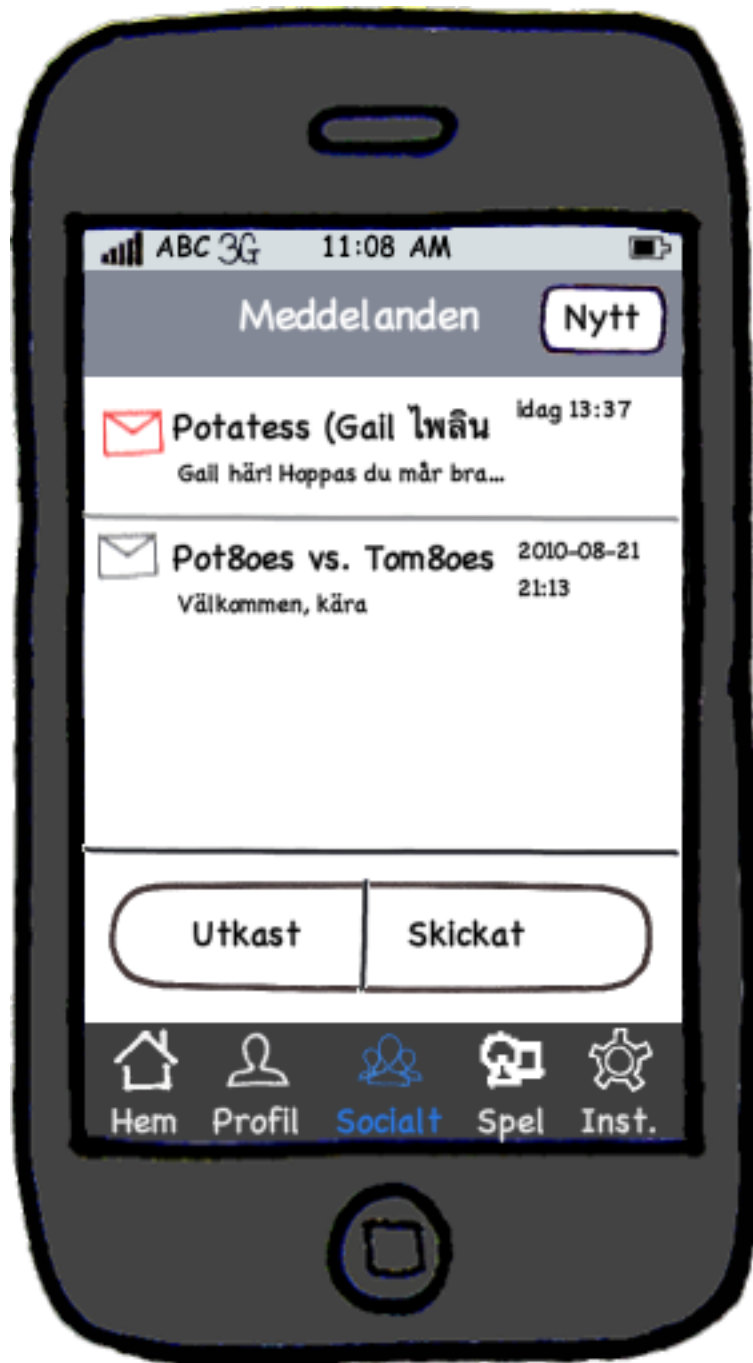 ABC 3G 11:08 AM
Meddelanden Nytt
Potatess (Gail ไพลิน idag 13:37
Gail här! Hoppas du mår bra...
Pot8oes vs. Tom8oes 2010-08-21
Välkommen, kära 21:13
Utkast Skickat
Hem Profil Socialt Spel Inst.